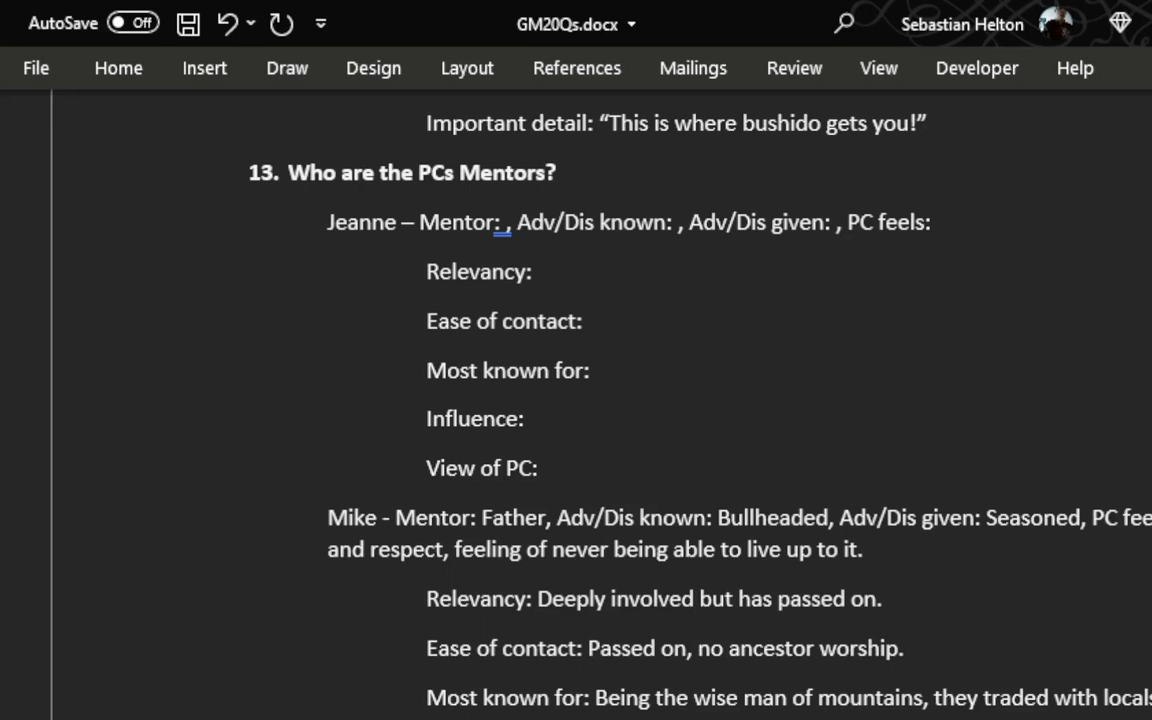 AutoSave Off GM20Qs.docx Sebastian Helton
File Home Insert Draw Design Layout References Mailings Review View Developer Help
Important detail: “This is where bushido gets you!”
13. Who are the PCs Mentors?
Jeanne – Mentor: , Adv/Dis known: , Adv/Dis given: , PC feels:
Relevancy:
Ease of contact:
Most known for:
Influence:
View of PC:
Mike - Mentor: Father, Adv/Dis known: Bullheaded, Adv/Dis given: Seasoned, PC fee
and respect, feeling of never being able to live up to it.
Relevancy: Deeply involved but has passed on.
Ease of contact: Passed on, no ancestor worship.
Most known for: Being the wise man of mountains, they traded with locals